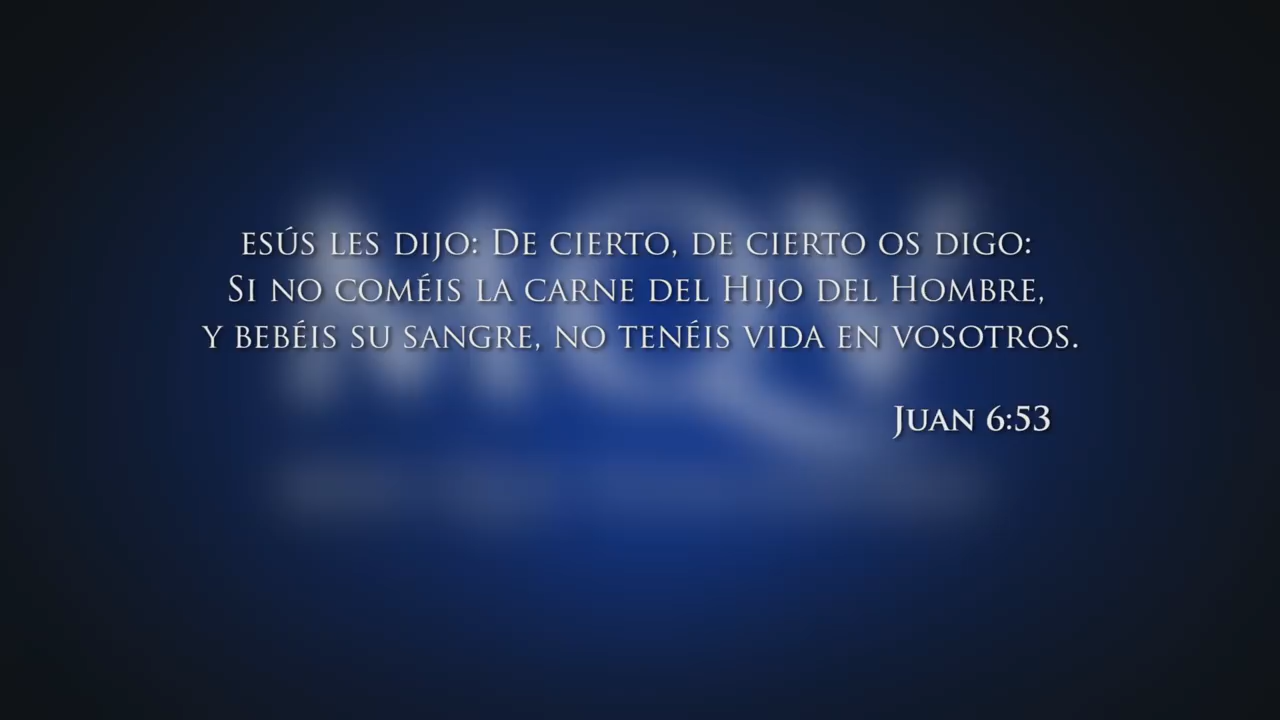 esús les dijo: De cierto, de cierto os digo:
Si no coméis la carne del Hijo del Hombre,
y bebéis su sangre, no tenéis vida en vosotros.
Juan 6:53